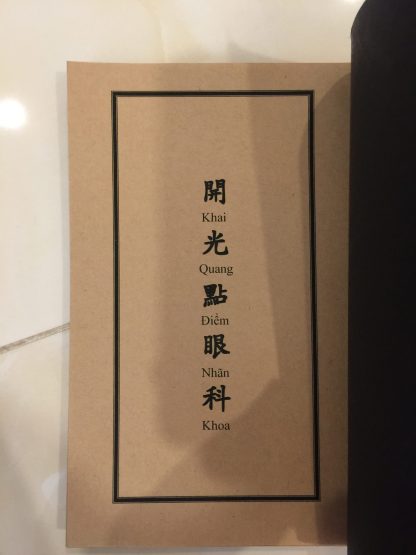 開
Khai
光
Quang
點
Điểm
眼
Nhãn
科
Khoa